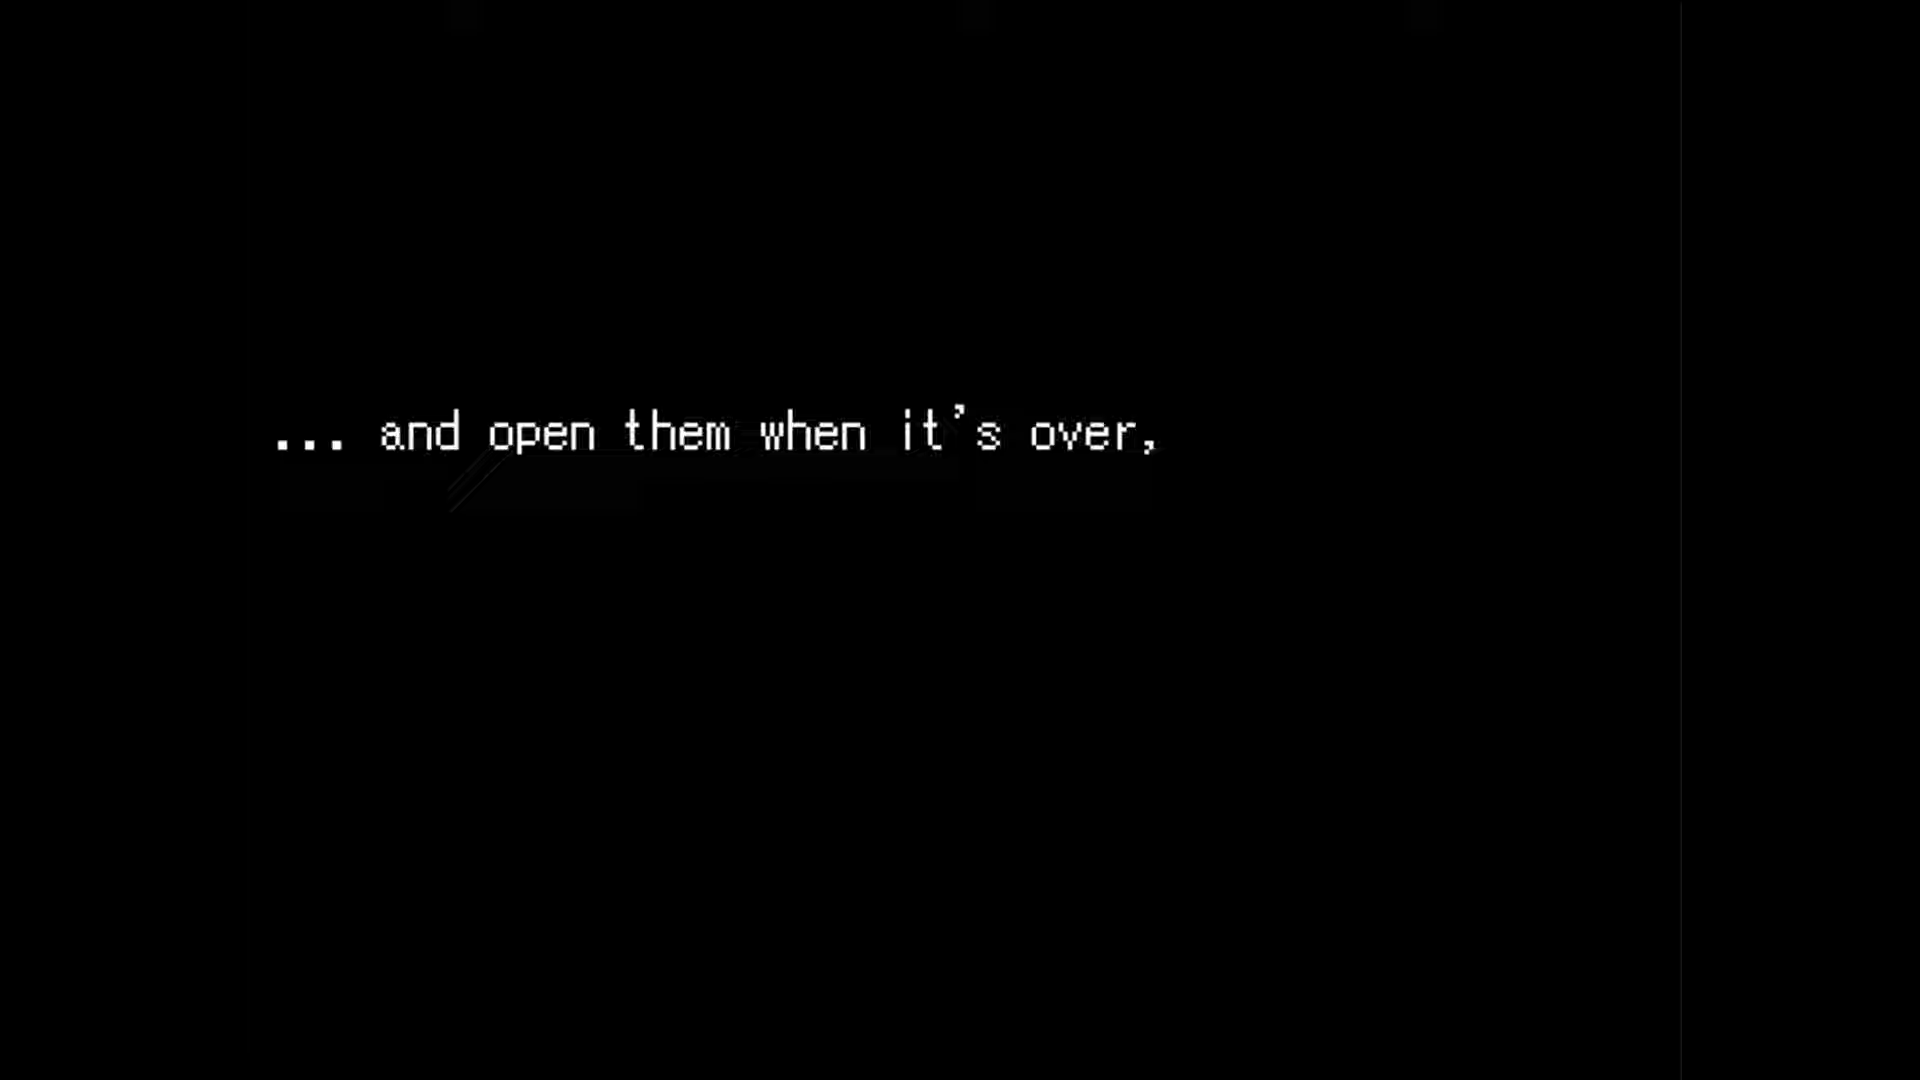 ... and open them when it's over,